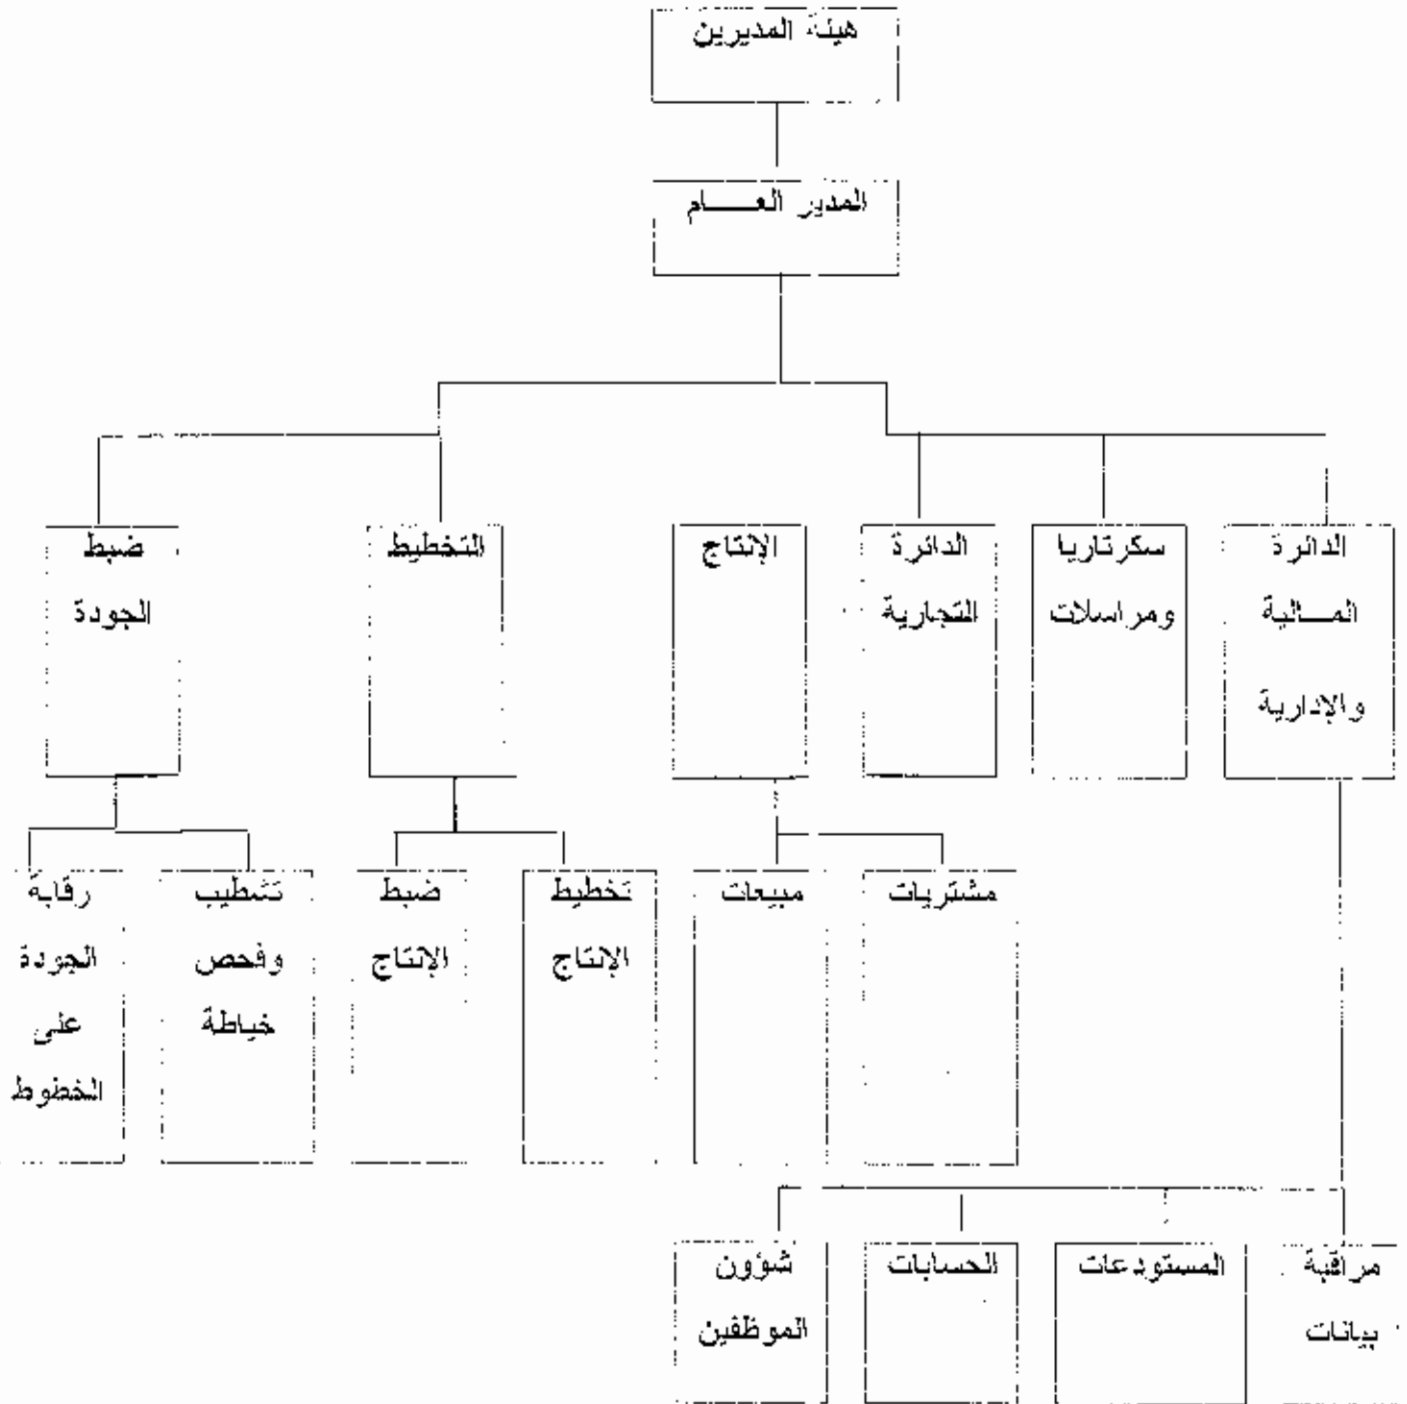 هيئة المديرين
المدير العـــــام
الدائرة
المـــالية
والإدارية
سكرتاريا
ومراسلات
الدائرة
التجارية
الإنتاج
التخطيط
ضبط
الجودة
مشتريات
مبيعات
تخطيط
الإنتاج
ضبط
الإنتاج
تشطيب
وفحص
خياطة
رقابة
الجودة
على
الخطوط
مراقبة
بيانات
المستودعات
الحسابات
شؤون
الموظفين